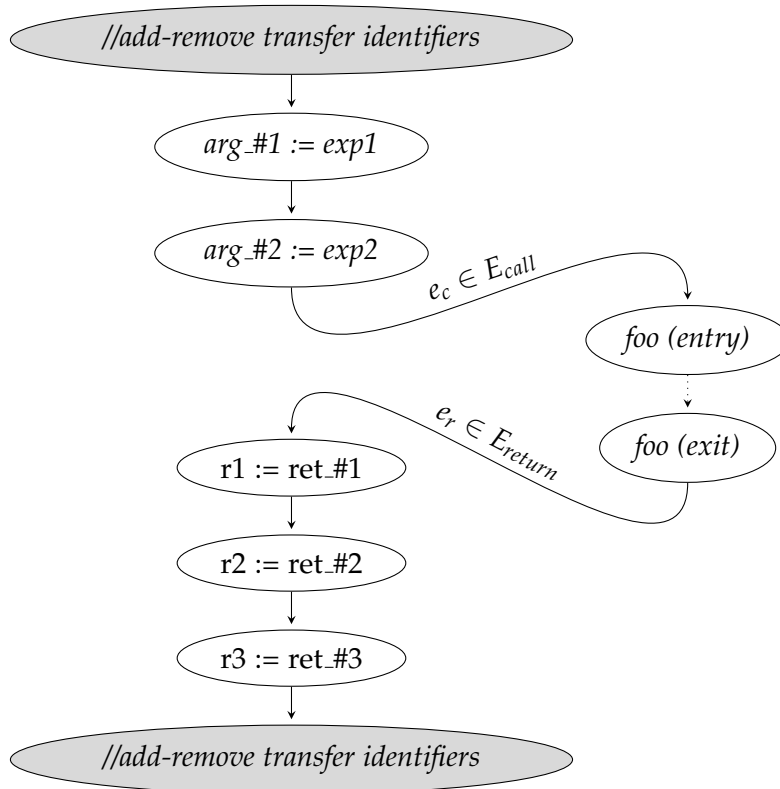 //add-remove transfer identifiers
arg_#1 := exp1
arg_#2 := exp2
e_c ∈ E_call
foo (entry)
foo (exit)
e_r ∈ E_return
r1 := ret_#1
r2 := ret_#2
r3 := ret_#3
//add-remove transfer identifiers